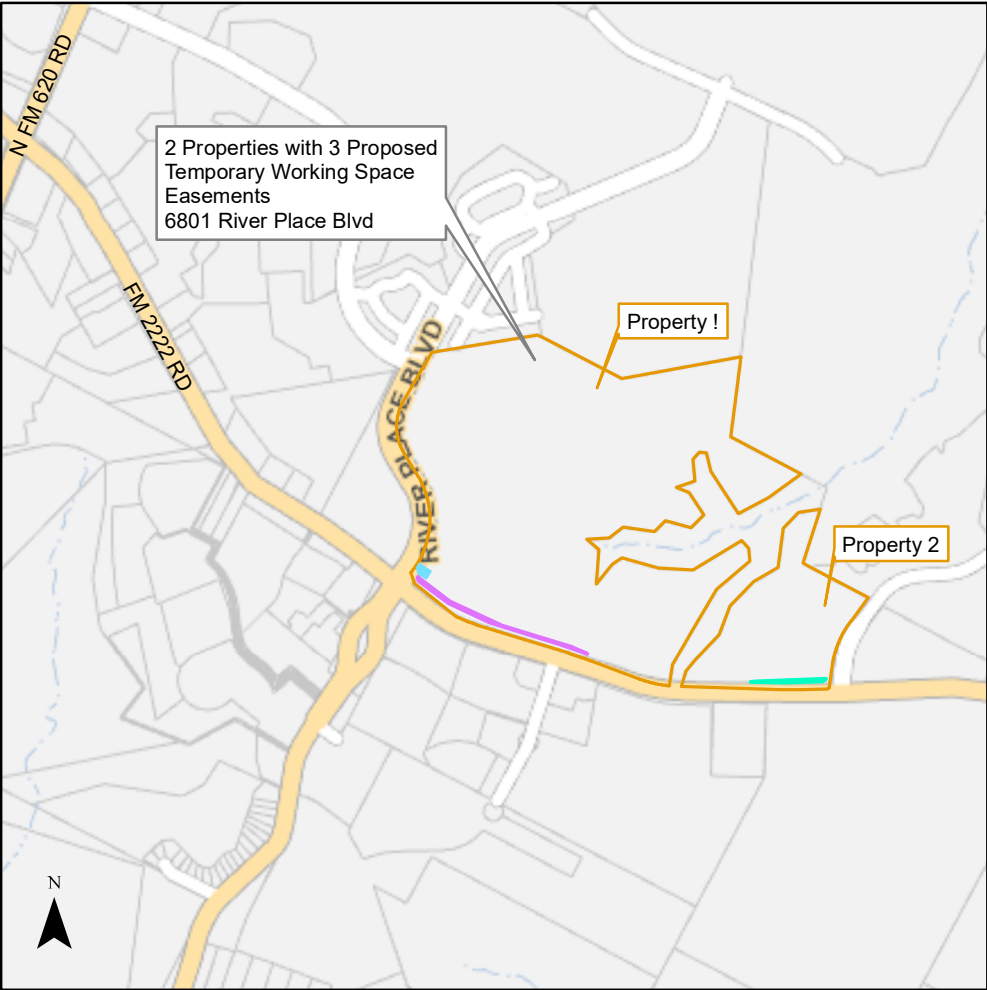 N FM 620 RD
2 Properties with 3 Proposed
Temporary Working Space
Easements
6801 River Place Blvd
FM 2222 RD
Property !
RIVER PLACE BLVD
Property 2
N